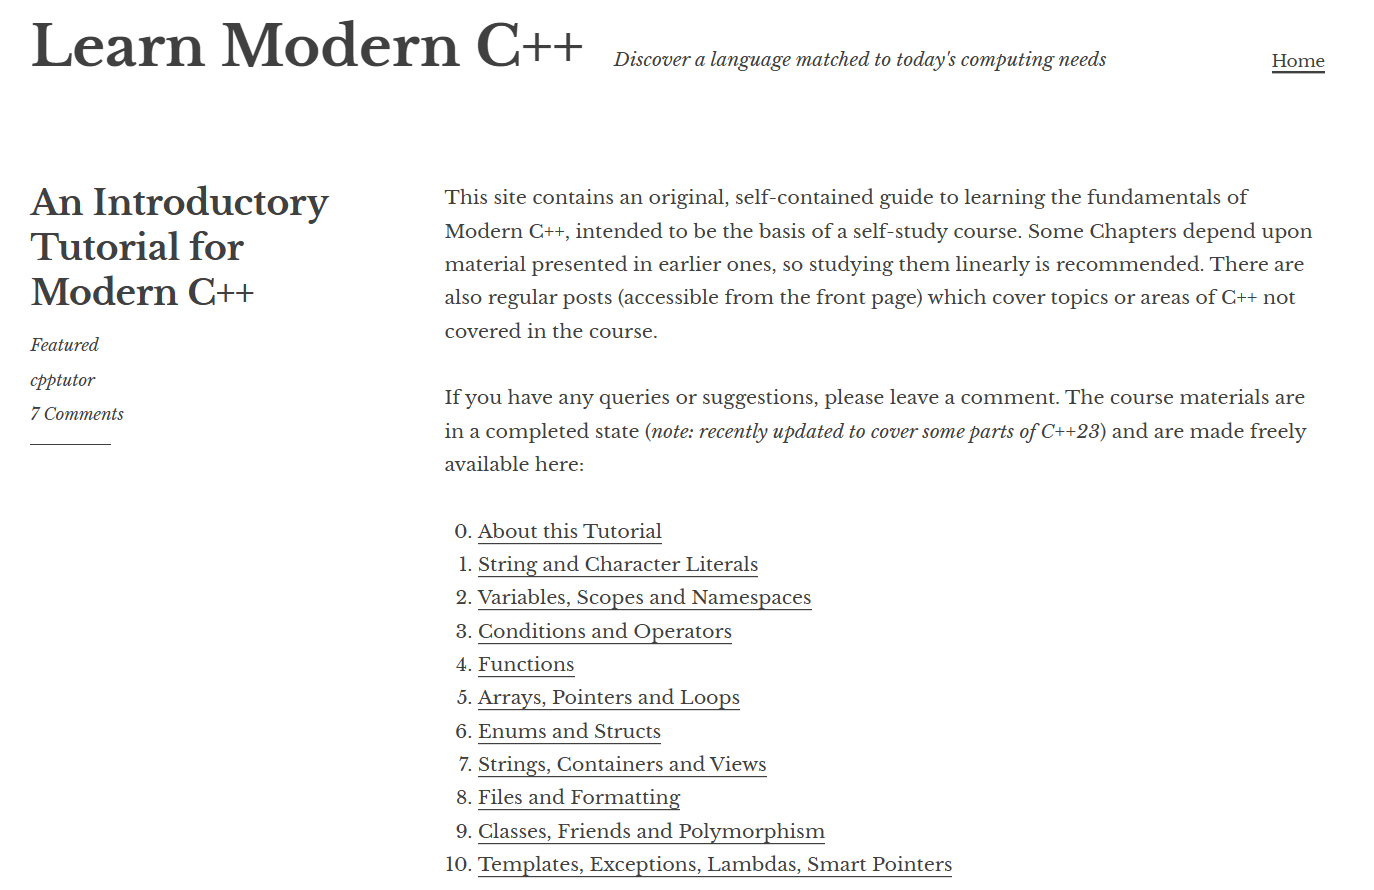 Learn Modern C++
Discover a language matched to today's computing needs
Home
An Introductory
Tutorial for
Modern C++
Featured
cpptutor
7 Comments
This site contains an original, self-contained guide to learning the fundamentals of
Modern C++, intended to be the basis of a self-study course. Some Chapters depend upon
material presented in earlier ones, so studying them linearly is recommended. There are
also regular posts (accessible from the front page) which cover topics or areas of C++ not
covered in the course.
If you have any queries or suggestions, please leave a comment. The course materials are
in a completed state (note: recently updated to cover some parts of C++23) and are made freely
available here:
0. About this Tutorial
1. String and Character Literals
2. Variables, Scopes and Namespaces
3. Conditions and Operators
4. Functions
5. Arrays, Pointers and Loops
6. Enums and Structs
7. Strings, Containers and Views
8. Files and Formatting
9. Classes, Friends and Polymorphism
10. Templates, Exceptions, Lambdas, Smart Pointers